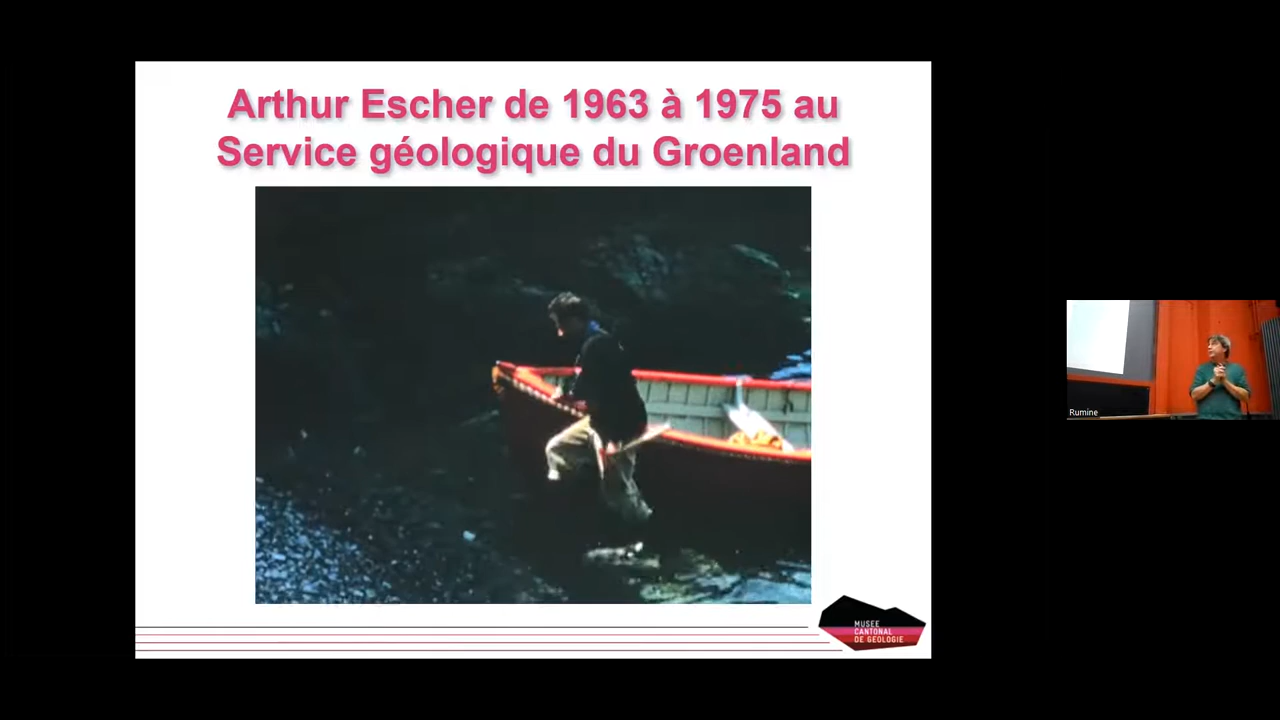 Arthur Escher de 1963 à 1975 au
Service géologique du Groenland
MUSEE
CANTONAL
DE GEOLOGIE
Rumine